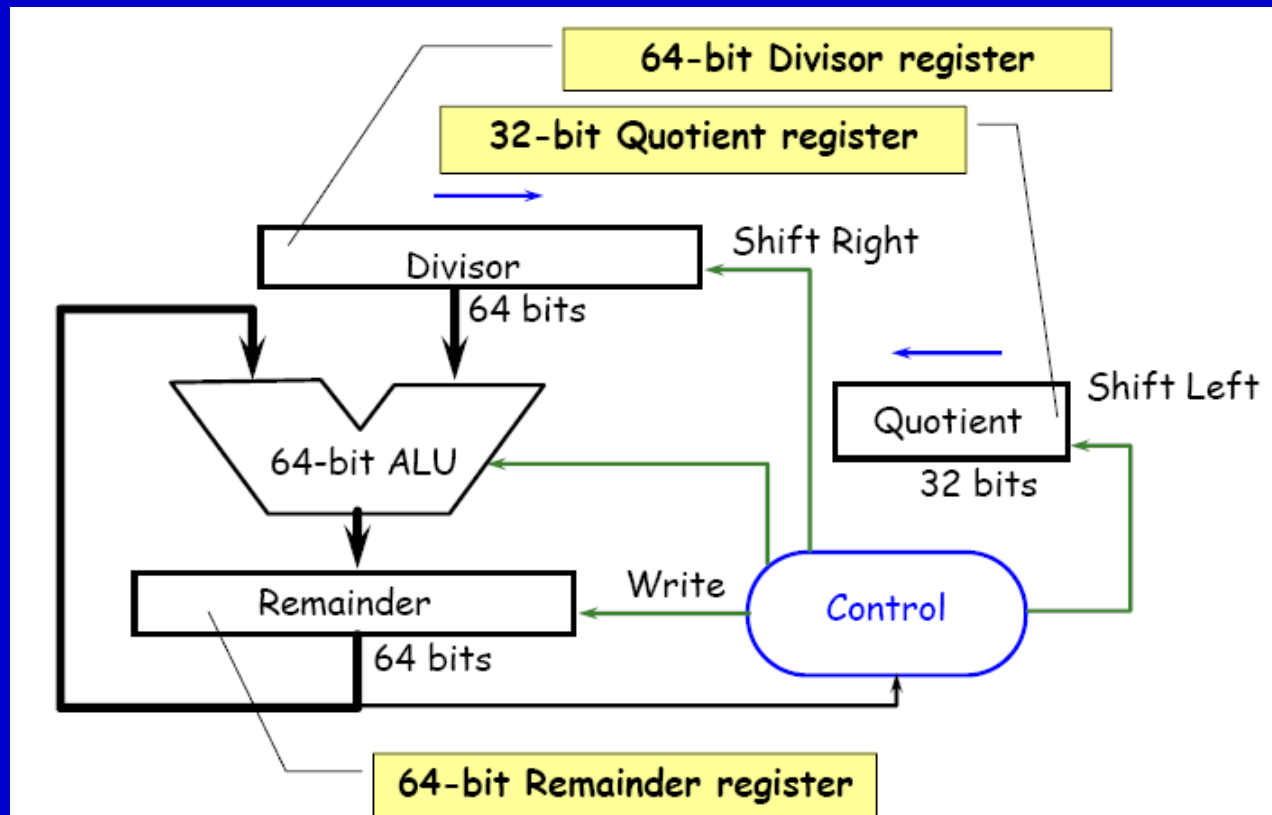 64-bit Divisor register
32-bit Quotient register
Divisor
Shift Right
64 bits
Shift Left
Quotient
64-bit ALU
32 bits
Remainder
Write
Control
64 bits
64-bit Remainder register